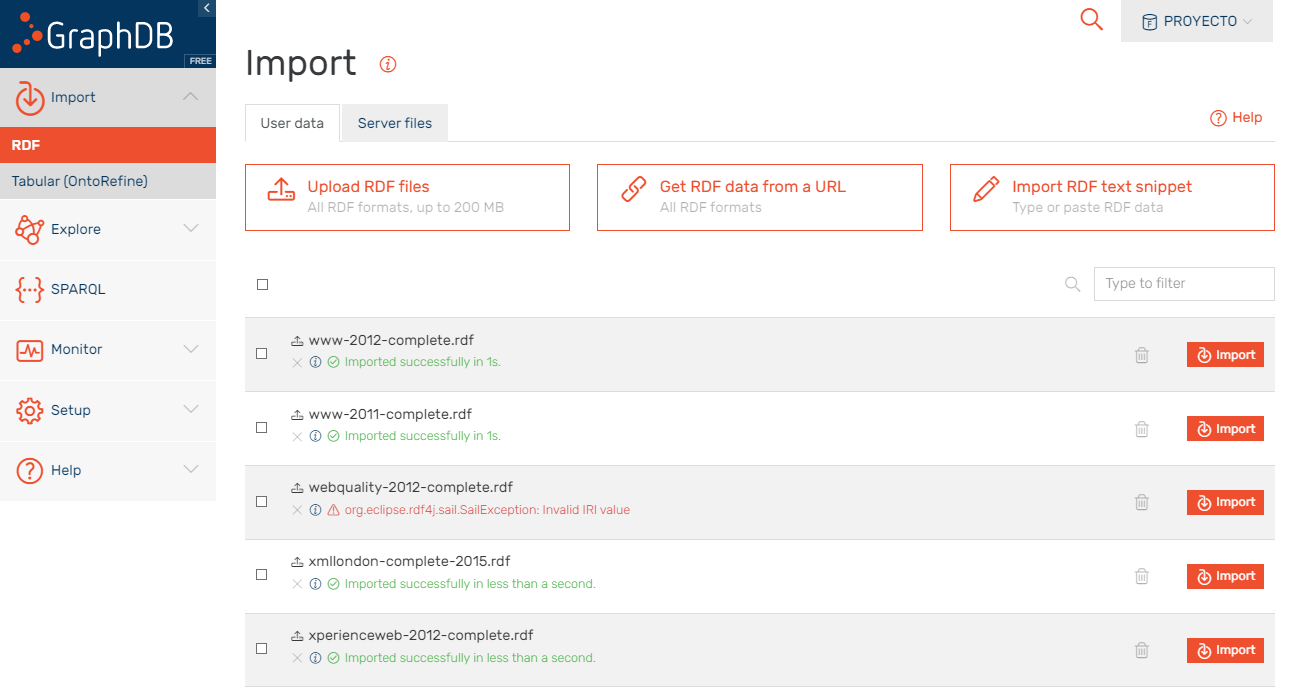 GraphDB
FREE
Import
RDF
Tabular (OntoRefine)
Explore
SPARQL
Monitor
Setup
Help
PROYECTO
Import
User data
Server files
Help
Upload RDF files
All RDF formats, up to 200 MB
Get RDF data from a URL
All RDF formats
Import RDF text snippet
Type or paste RDF data
Type to filter
www-2012-complete.rdf
Imported successfully in 1s.
Import
www-2011-complete.rdf
Imported successfully in 1s.
Import
webquality-2012-complete.rdf
org.eclipse.rdf4j.sail.SailException: Invalid IRI value
Import
xmllondon-complete-2015.rdf
Imported successfully in less than a second.
Import
xperienceweb-2012-complete.rdf
Imported successfully in less than a second.
Import